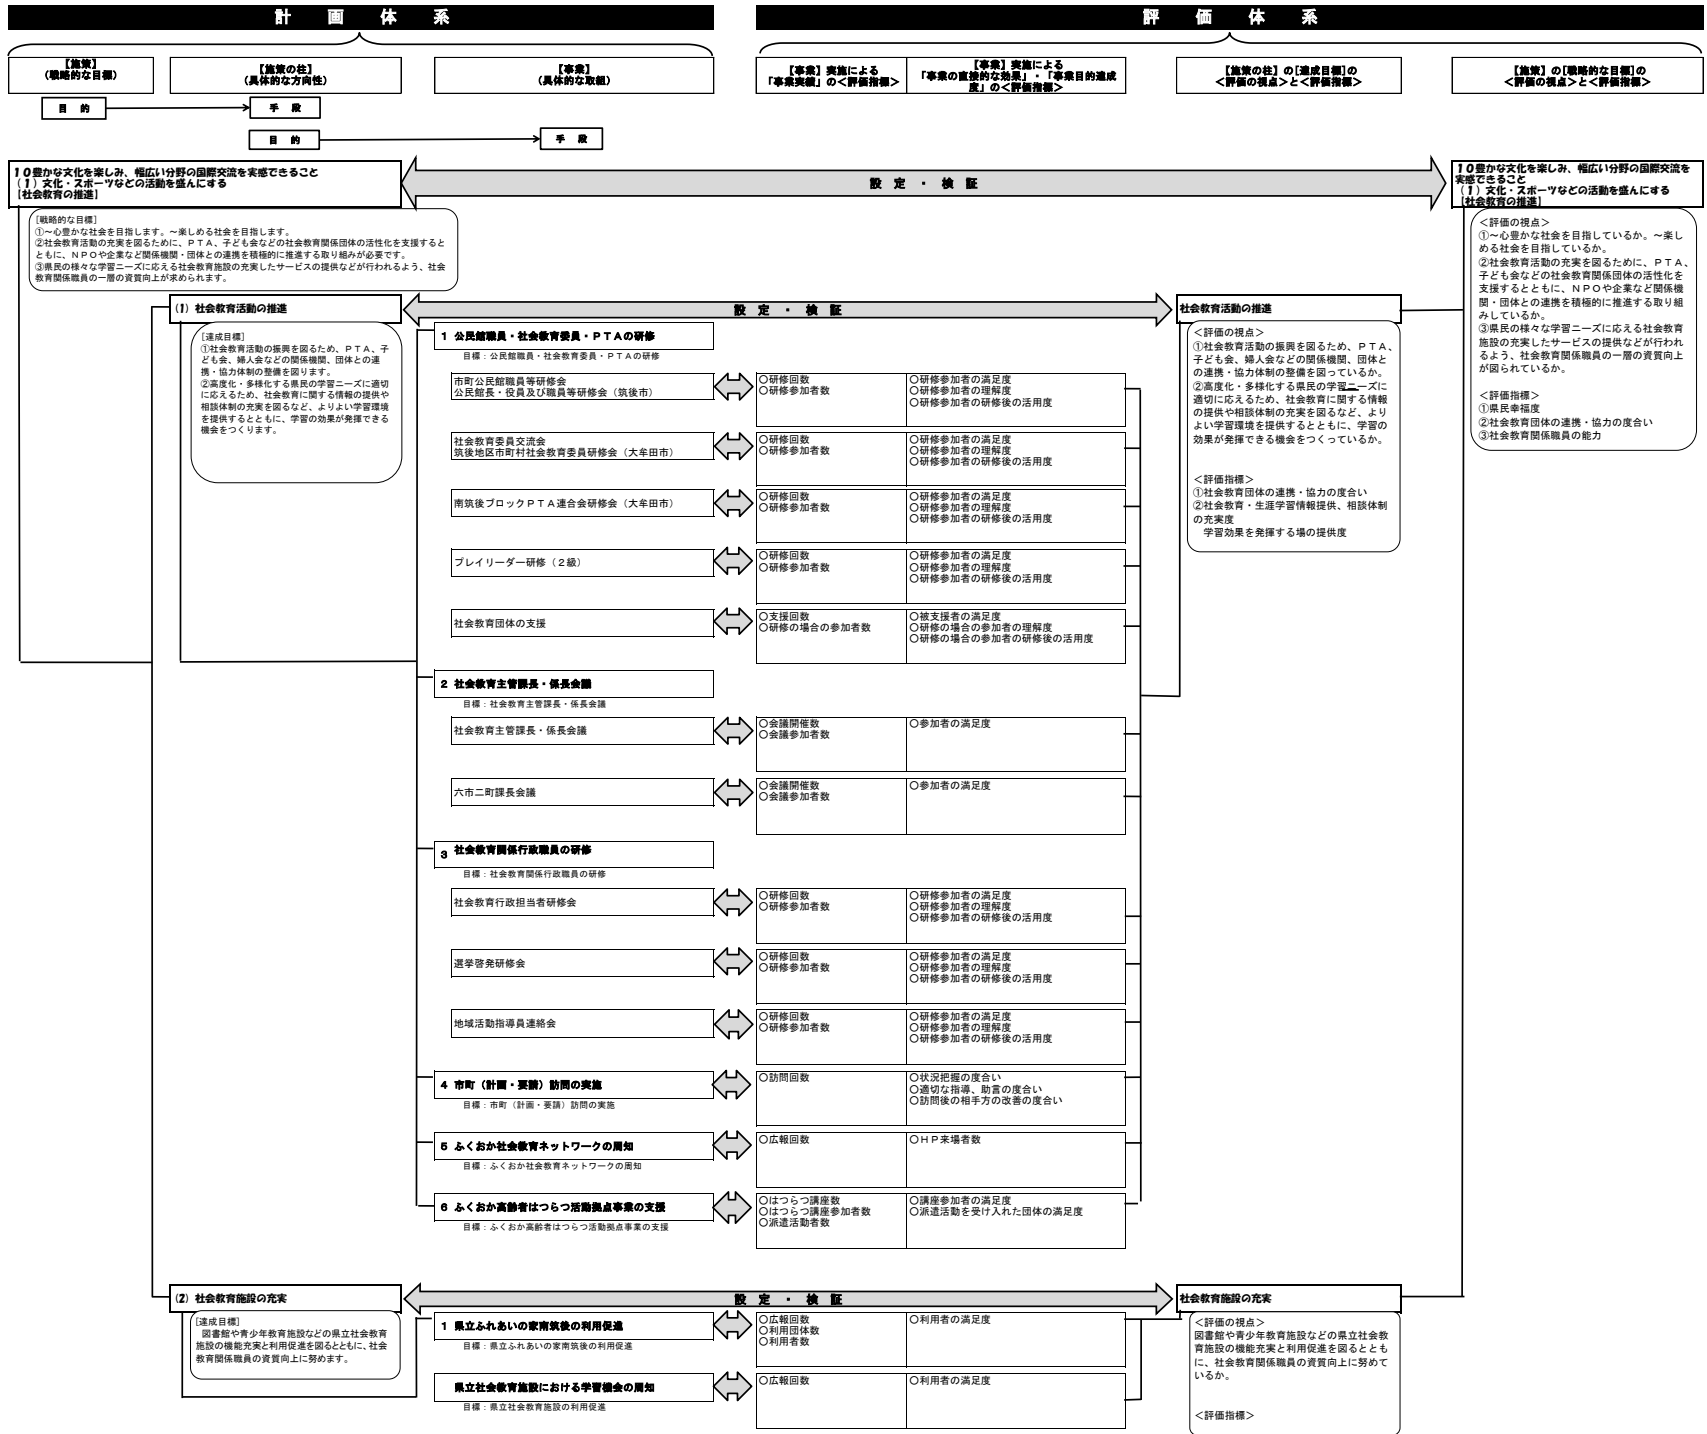 計 画 体 系
評 価 体 系
【施策】
（戦略的な目標）
【施策の柱】
（具体的な方向性）
【事業】
（具体的な取組）
【事業】実施による
「事業実績」の＜評価指標＞
【事業】実施による
「事業の直接的な効果」・「事業目的達成
度」の＜評価指標＞
【施策の柱】の[達成目標]の
＜評価の視点＞と＜評価指標＞
【施策】の[戦略的な目標]の
＜評価の視点＞と＜評価指標＞
目 的
手 段
目 的
手 段
１０豊かな文化を楽しみ、幅広い分野の国際交流を実感できること
（１）文化・スポーツなどの活動を盛んにする
【社会教育の推進】
設 定 ・ 検 証
１０豊かな文化を楽しみ、幅広い分野の国際交流を
実感できること
（１）文化・スポーツなどの活動を盛んにする
【社会教育の推進】
［戦略的な目標］
①～心豊かな社会を目指します。～楽しめる社会を目指します。
②社会教育活動の充実を図るために、ＰＴＡ、子ども会などの社会教育関係団体の活性化を支援すると
ともに、ＮＰＯや企業など関係機関・団体との連携を積極的に推進する取り組みが必要です。
③県民の様々な学習ニーズに応える社会教育施設の充実したサービスの提供などが行われるよう、社会
教育関係職員の一層の資質向上が求められます。
＜評価の視点＞
①～心豊かな社会を目指しているか。～楽し
める社会を目指しているか。
②社会教育活動の充実を図るために、ＰＴＡ、
子ども会などの社会教育関係団体の活性化を
支援するとともに、ＮＰＯや企業など関係機
関・団体との連携を積極的に推進する取り組
みしているか。
③県民の様々な学習ニーズに応える社会教育
施設の充実したサービスの提供などが行われ
るよう、社会教育関係職員の一層の資質向上
が図られているか。
＜評価指標＞
①県民幸福度
②社会教育団体の連携・協力の度合い
③社会教育関係職員の能力
(1) 社会教育活動の推進
設 定 ・ 検 証
社会教育活動の推進
［達成目標］
①社会教育活動の振興を図るため、ＰＴＡ、子
ども会、婦人会などの関係機関、団体との連
携・協力体制の整備を図ります。
②高度化・多様化する県民の学習ニーズに適切
に応えるため、社会教育に関する情報の提供や
相談体制の充実を図るなど、よりよい学習環境
を提供するとともに、学習の効果が発揮できる
機会をつくります。
＜評価の視点＞
①社会教育活動の振興を図るため、ＰＴＡ、
子ども会、婦人会などの関係機関、団体と
の連携・協力体制の整備を図っているか。
②高度化・多様化する県民の学習ニーズに
適切に応えるため、社会教育に関する情報
の提供や相談体制の充実を図るなど、より
よい学習環境を提供するとともに、学習の
効果が発揮できる機会をつくっているか。
＜評価指標＞
①社会教育団体の連携・協力の度合い
②社会教育・生涯学習情報提供、相談体制
の充実度
学習効果を発揮する場の提供度
1 公民館職員・社会教育委員・ＰＴＡの研修
目標：公民館職員・社会教育委員・ＰＴＡの研修
市町公民館職員等研修会
公民館長・役員及び職員等研修会（筑後市）
○研修回数
○研修参加者数
○研修参加者の満足度
○研修参加者の理解度
○研修参加者の研修後の活用度
社会教育委員交流会
筑後地区市町村社会教育委員研修会（大牟田市）
○研修回数
○研修参加者数
○研修参加者の満足度
○研修参加者の理解度
○研修参加者の研修後の活用度
南筑後ブロックＰＴＡ連合会研修会（大牟田市）
○研修回数
○研修参加者数
○研修参加者の満足度
○研修参加者の理解度
○研修参加者の研修後の活用度
プレイリーダー研修（２級）
○研修回数
○研修参加者数
○研修参加者の満足度
○研修参加者の理解度
○研修参加者の研修後の活用度
社会教育団体の支援
○支援回数
○研修の場合の参加者数
○被支援者の満足度
○研修の場合の参加者の理解度
○研修の場合の参加者の研修後の活用度
2 社会教育主管課長・係長会議
目標：社会教育主管課長・係長会議
社会教育主管課長・係長会議
○会議開催数
○会議参加者数
○参加者の満足度
六市二町課長会議
○会議開催数
○会議参加者数
○参加者の満足度
3 社会教育関係行政職員の研修
目標：社会教育関係行政職員の研修
社会教育行政担当者研修会
○研修回数
○研修参加者数
○研修参加者の満足度
○研修参加者の理解度
○研修参加者の研修後の活用度
選挙啓発研修会
○研修回数
○研修参加者数
○研修参加者の満足度
○研修参加者の理解度
○研修参加者の研修後の活用度
地域活動指導員連絡会
○研修回数
○研修参加者数
○研修参加者の満足度
○研修参加者の理解度
○研修参加者の研修後の活用度
4 市町（計画・要請）訪問の実施
目標：市町（計画・要請）訪問の実施
○訪問回数
○状況把握の度合い
○適切な指導、助言の度合い
○訪問後の相手方の改善の度合い
5 ふくおか社会教育ネットワークの周知
目標：ふくおか社会教育ネットワークの周知
○広報回数
○ＨＰ来場者数
6 ふくおか高齢者はつらつ活動拠点事業の支援
目標：ふくおか高齢者はつらつ活動拠点事業の支援
○はつらつ講座数
○はつらつ講座参加者数
○派遣活動者数
○講座参加者の満足度
○派遣活動を受け入れた団体の満足度
(2) 社会教育施設の充実
設 定 ・ 検 証
社会教育施設の充実
［達成目標］
図書館や青少年教育施設などの県立社会教育
施設の機能充実と利用促進を図るとともに、社会
教育関係職員の資質向上に努めます。
1 県立ふれあいの家南筑後の利用促進
目標：県立ふれあいの家南筑後の利用促進
○広報回数
○利用団体数
○利用者数
○利用者の満足度
県立社会教育施設における学習機会の周知
目標：県立社会教育施設の利用促進
○広報回数
○利用者の満足度
＜評価の視点＞
図書館や青少年教育施設などの県立社会教
育施設の機能充実と利用促進を図るととも
に、社会教育関係職員の資質向上に努めて
いるか。
＜評価指標＞